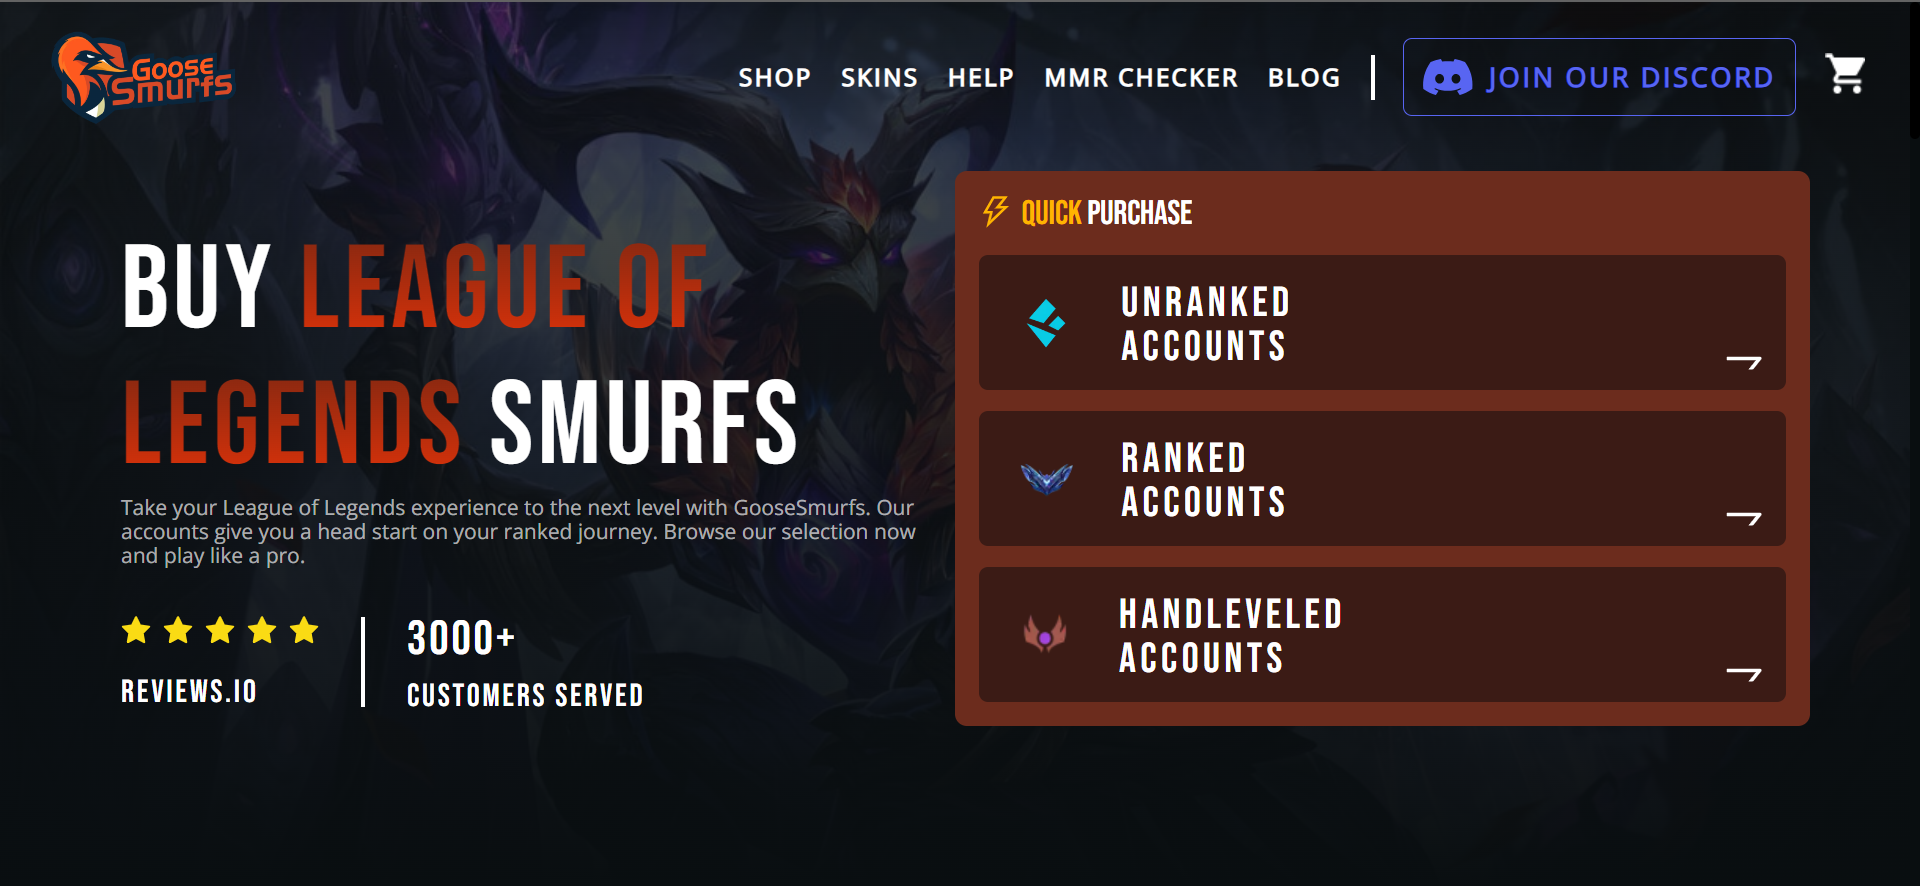 Goose
Smurfs
SHOP SKINS HELP MMR CHECKER BLOG JOIN OUR DISCORD
BUY LEAGUE OF
LEGENDS SMURFS
Take your League of Legends experience to the next level with GooseSmurfs. Our
accounts give you a head start on your ranked journey. Browse our selection now
and play like a pro.
REVIEWS.IO
3000+
CUSTOMERS SERVED
QUICK PURCHASE
UNRANKED
ACCOUNTS
RANKED
ACCOUNTS
HANDLEVELED
ACCOUNTS